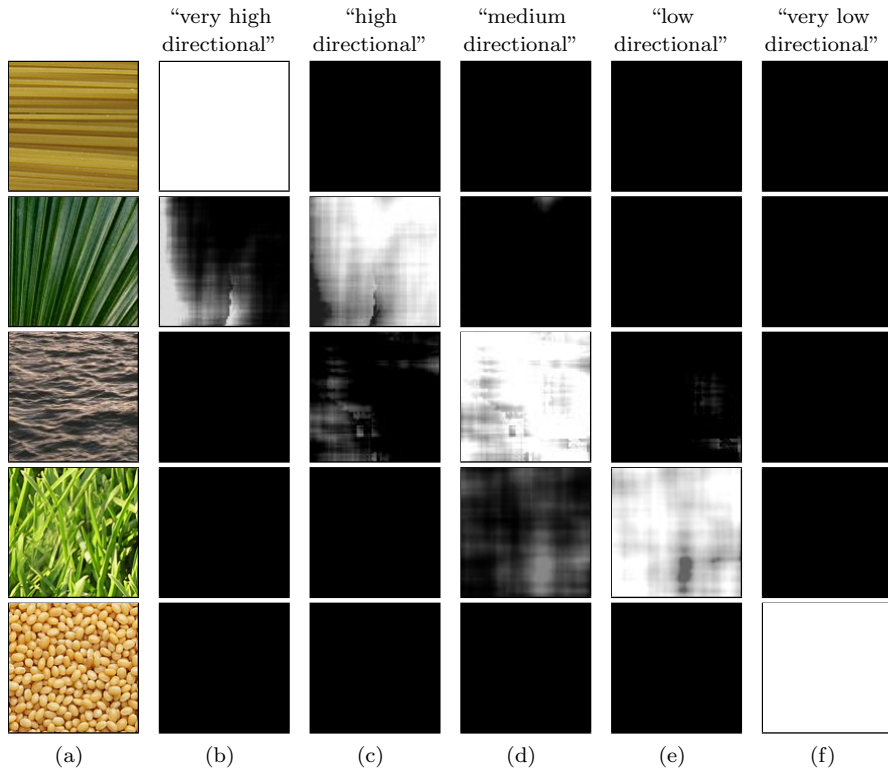 “very high directional”
“high directional”
“medium directional”
“low directional”
“very low directional”
(a)
(b)
(c)
(d)
(e)
(f)